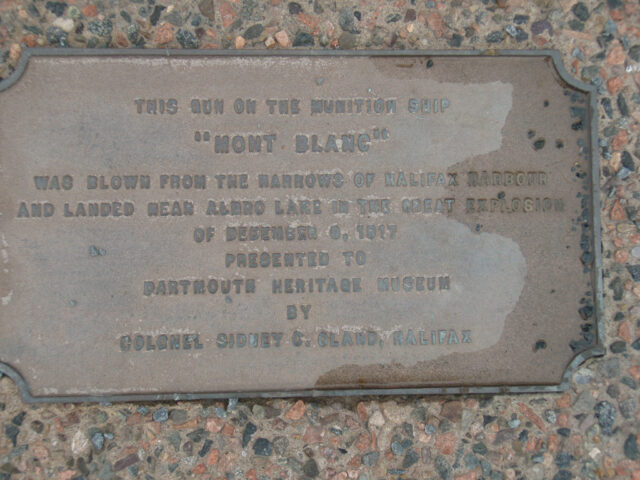 THIS GUN ON THE MUNITION SHIP
"MONT BLANC"
WAS BLOWN FROM THE NARROWS OF HALIFAX HARBOUR
AND LANDED NEAR ALBRO LAKE IN THE GREAT EXPLOSION
OF DECEMBER 6, 1917
PRESENTED TO
DARTMOUTH HERITAGE MUSEUM
BY
COLONEL SIDNEY C. OLAND, HALIFAX